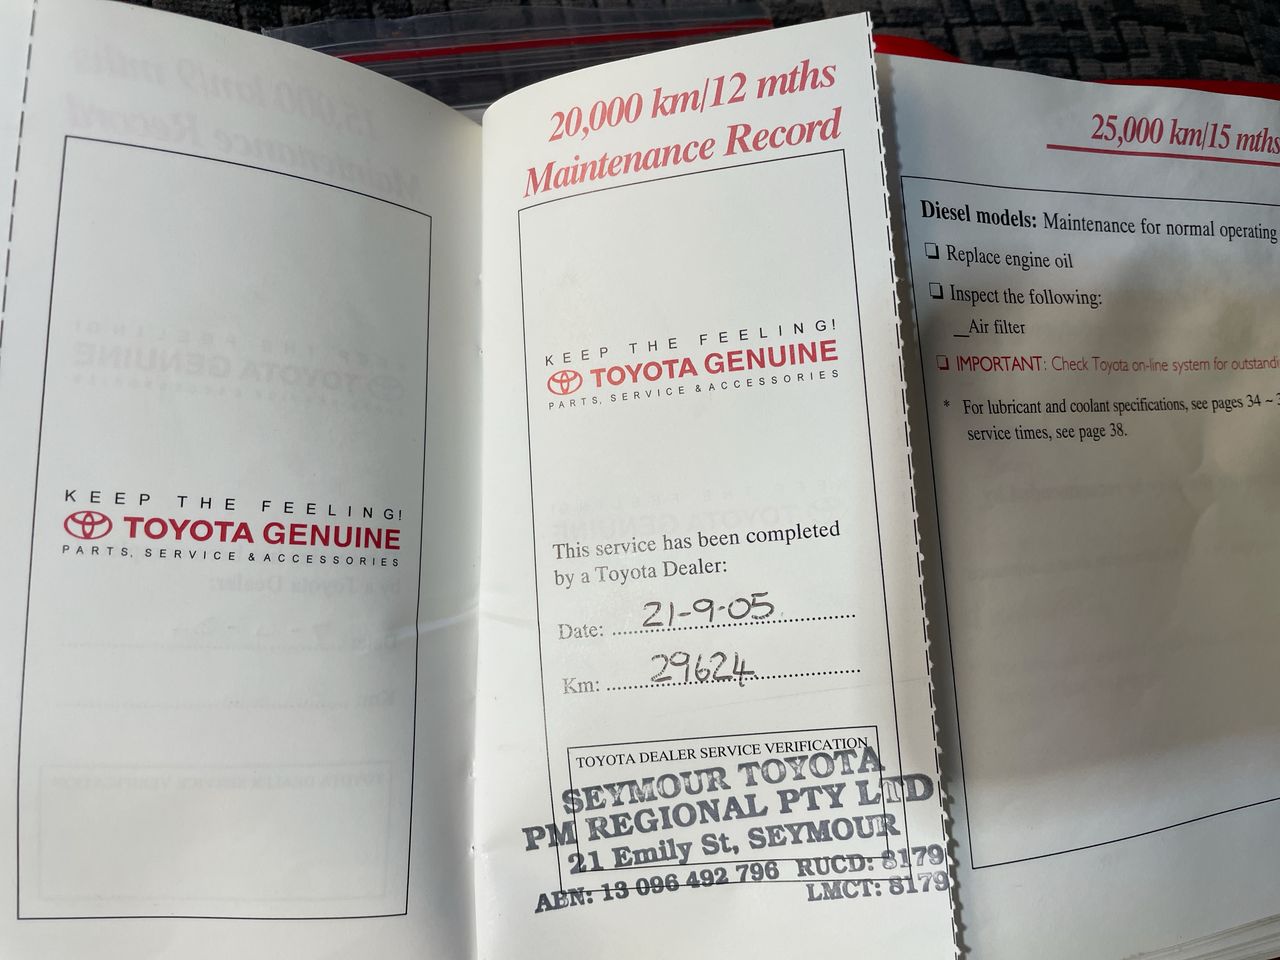 KEEP THE FEELING!
TOYOTA GENUINE
PARTS, SERVICE & ACCESSORIES
20,000 km/12 mths
Maintenance Record
KEEP THE FEELING!
TOYOTA GENUINE
PARTS, SERVICE & ACCESSORIES
This service has been completed
by a Toyota Dealer:
Date: 21-9-05
Km: 29624
TOYOTA DEALER SERVICE VERIFICATION
SEYMOUR TOYOTA
PM REGIONAL PTY LTD
21 Emily St, SEYMOUR
ABN: 13 096 492 796 RUCD: 8179
LMCT: 8179
25,000 km/15 mths
Diesel models: Maintenance for normal operating
❑ Replace engine oil
❑ Inspect the following:
_Air filter
❑ IMPORTANT: Check Toyota on-line system for
* For lubricant and coolant specifications, see pages 34 ~
service times, see page 38.